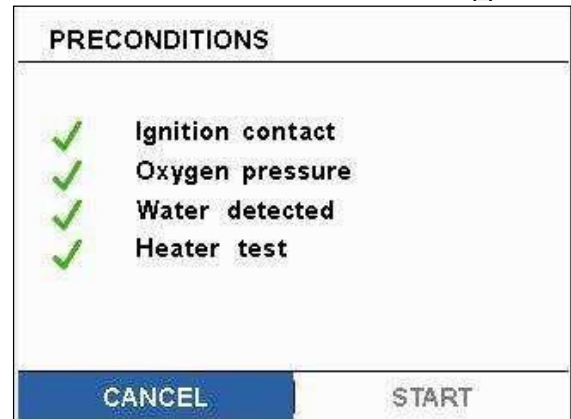 PRECONDITIONS
Ignition contact
Oxygen pressure
Water detected
Heater test
CANCEL START